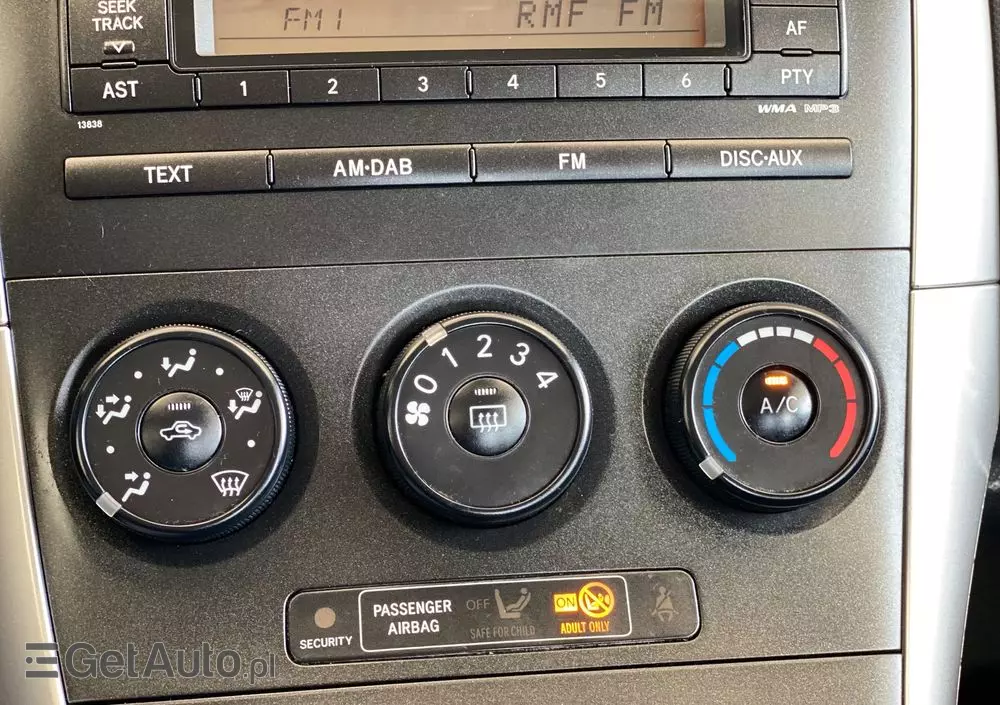 SEEK
TRACK
FM1 RMF FM
AF
AST 1 2 3 4 5 6 PTY
13838
WMA MP3
TEXT AM·DAB FM DISC·AUX
0 1 2 3 4
A/C
SECURITY
PASSENGER
AIRBAG
OFF
SAFE FOR CHILD
ON
ADULT ONLY
GetAuto.pl